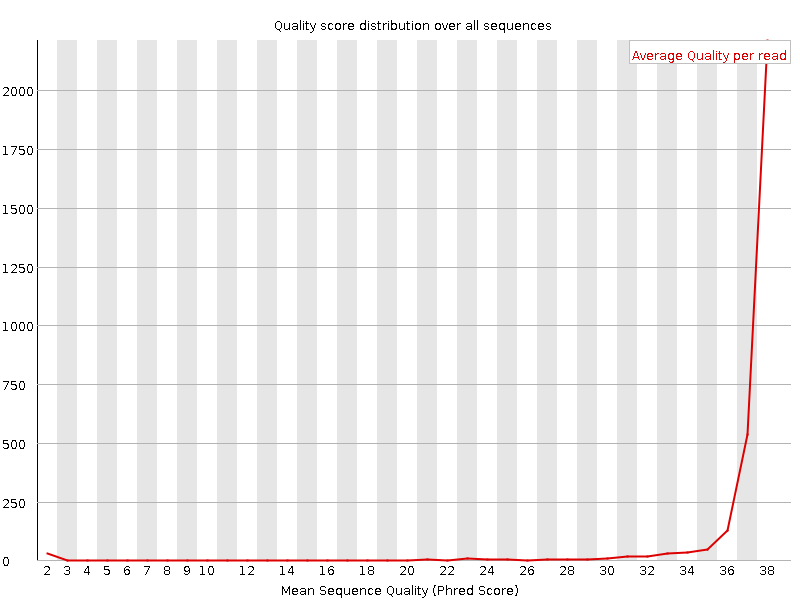 Quality score distribution over all sequences
Average Quality per read
2000
1750
1500
1250
1000
750
500
250
0
2 3 4 5 6 7 8 9 10 12 14 16 18 20 22 24 26 28 30 32 34 36 38
Mean Sequence Quality (Phred Score)